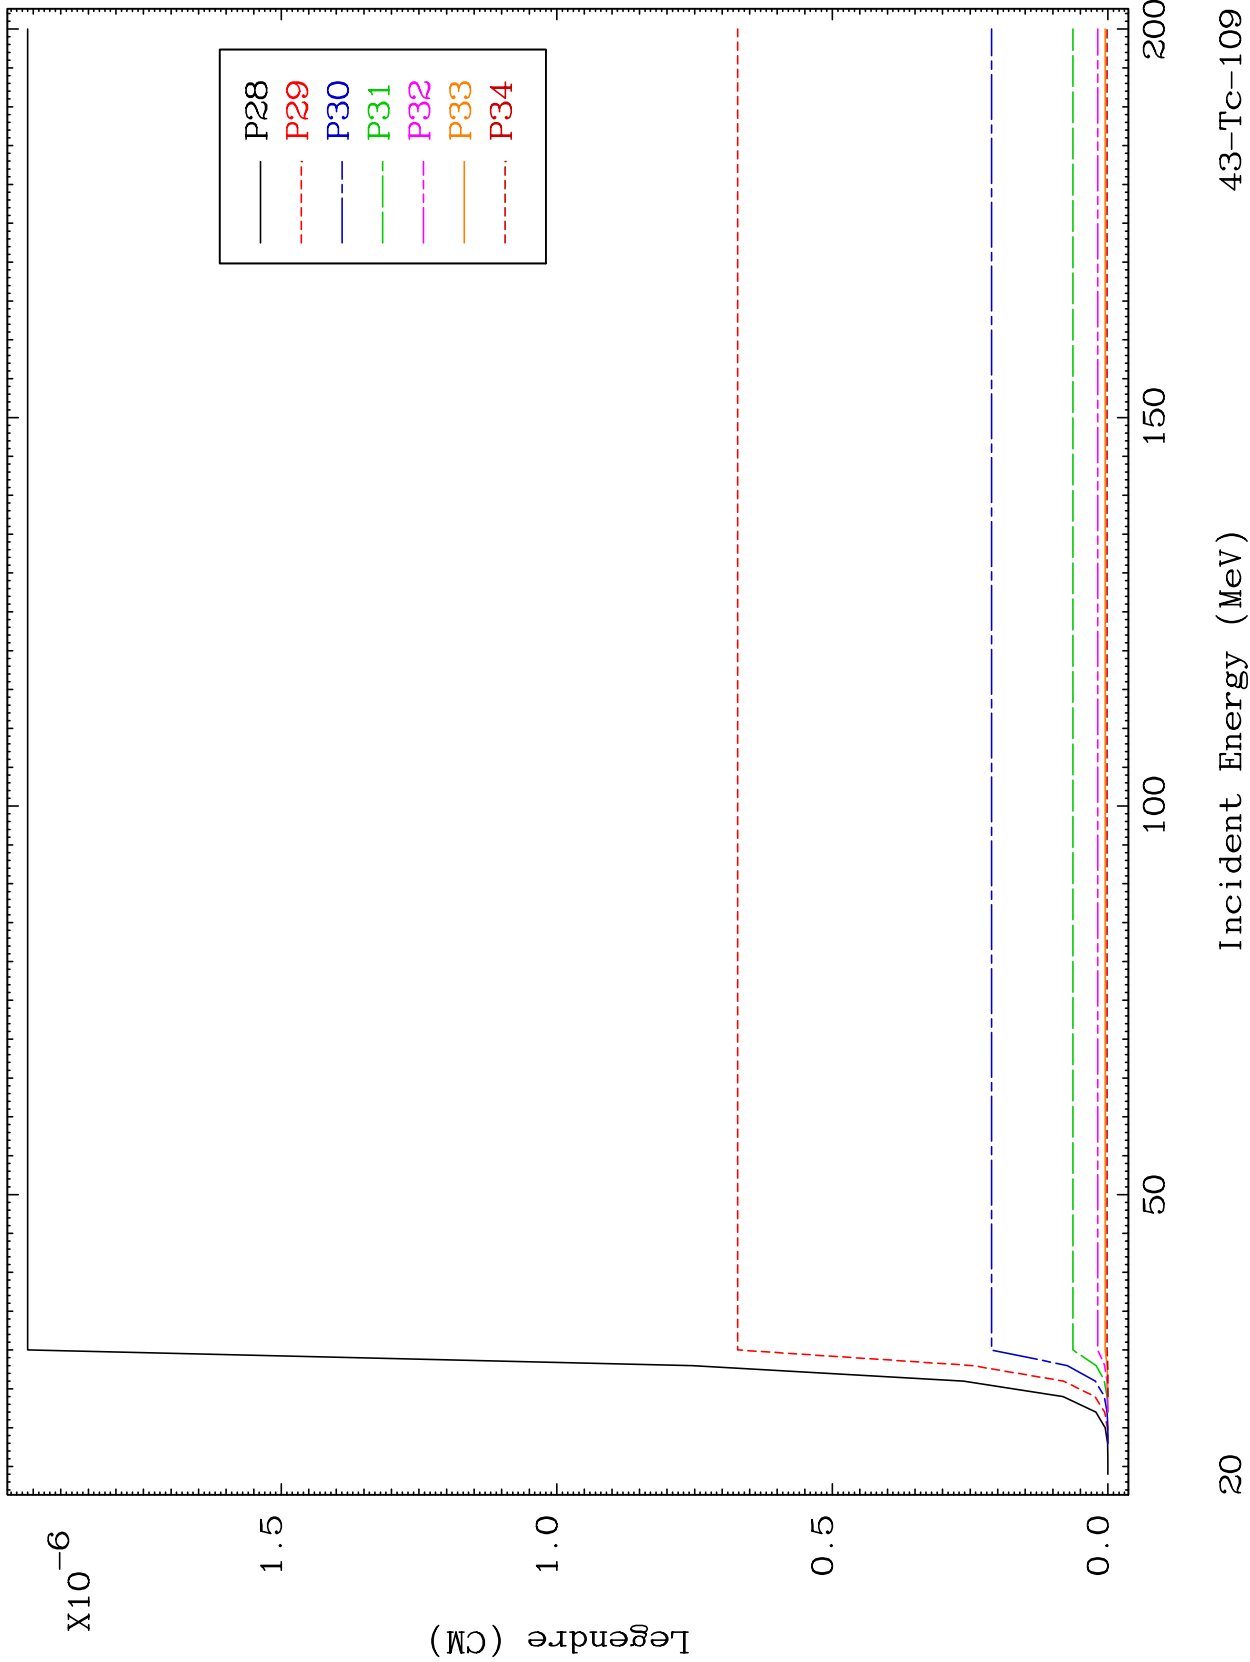 X10-6
1.5
1.0
0.5
0.0
Legendre (CM)
P28
P29
P30
P31
P32
P33
P34
50
100
150
200
20
Incident Energy (MeV)
43-Tc-109